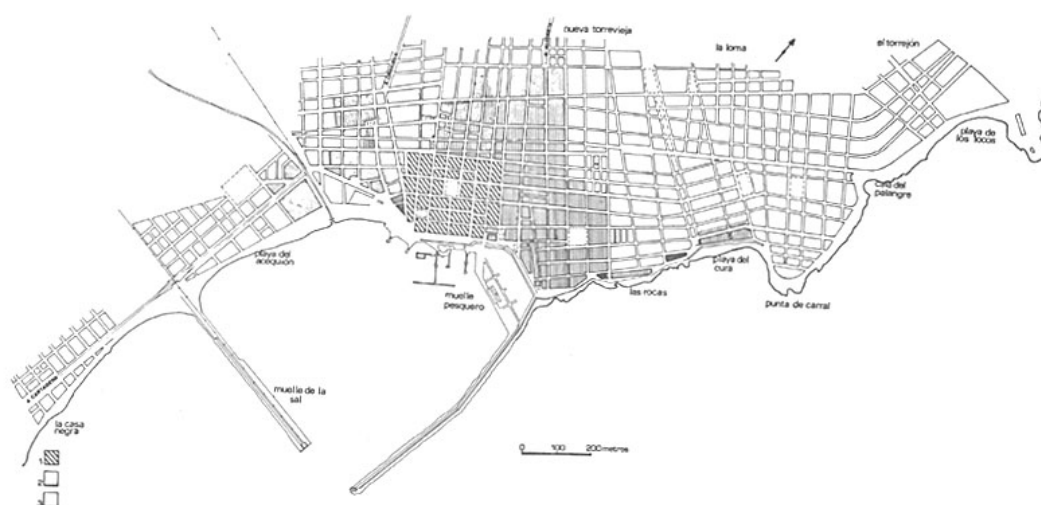 nueva torrevieja
la loma
el torrejón
playa de
los locos
cala del
palangre
playa del
acequión
playa del
cura
las rocas
muelle
pesquero
punta de carral
muelle de la
sal
a CARTAGENA
la casa
negra
0 100 200 metres
1
2